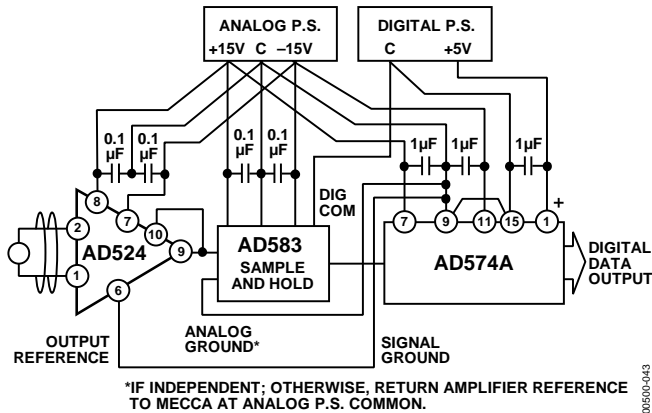 ANALOG P.S.
+15V C –15V
DIGITAL P.S.
C +5V
0.1
µF
0.1
µF
0.1
µF
0.1
µF
1µF
1µF
1µF
+
8
7
10
9
2
1
6
AD524
DIG
COM
7
9
11
15
1
AD583
SAMPLE
AND HOLD
AD574A
DIGITAL
DATA
OUTPUT
OUTPUT
REFERENCE
ANALOG
GROUND*
SIGNAL
GROUND
*IF INDEPENDENT; OTHERWISE, RETURN AMPLIFIER REFERENCE
TO MECCA AT ANALOG P.S. COMMON.
00500-043